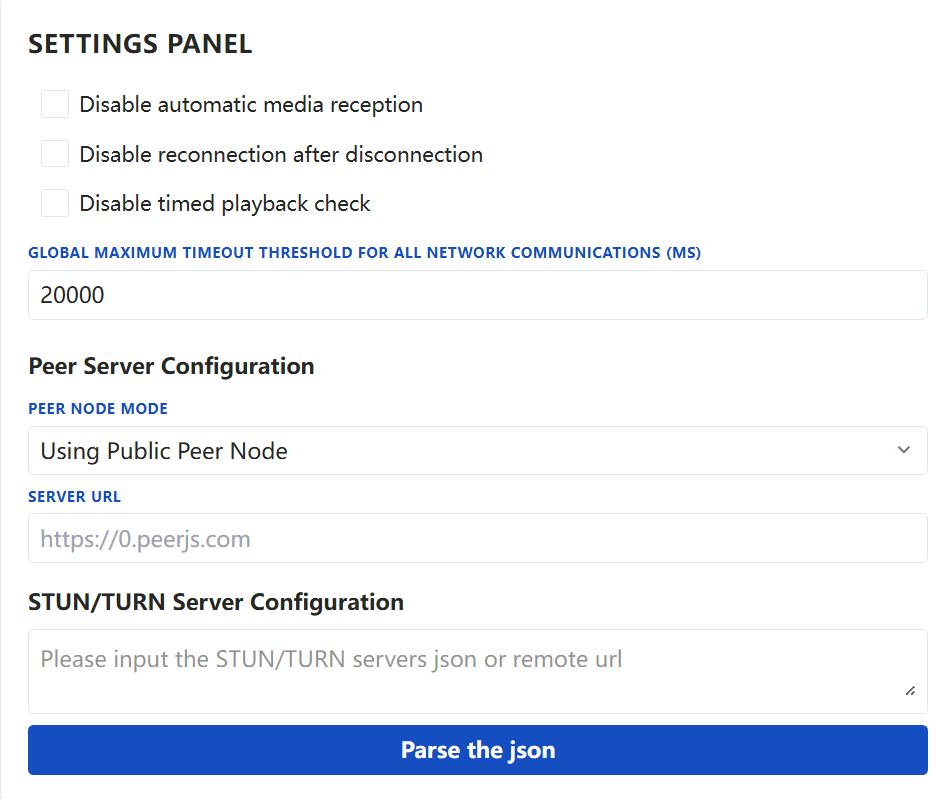 SETTINGS PANEL
Disable automatic media reception
Disable reconnection after disconnection
Disable timed playback check
GLOBAL MAXIMUM TIMEOUT THRESHOLD FOR ALL NETWORK COMMUNICATIONS (MS)
20000
Peer Server Configuration
PEER NODE MODE
Using Public Peer Node
SERVER URL
https://0.peerjs.com
STUN/TURN Server Configuration
Please input the STUN/TURN servers json or remote url
Parse the json